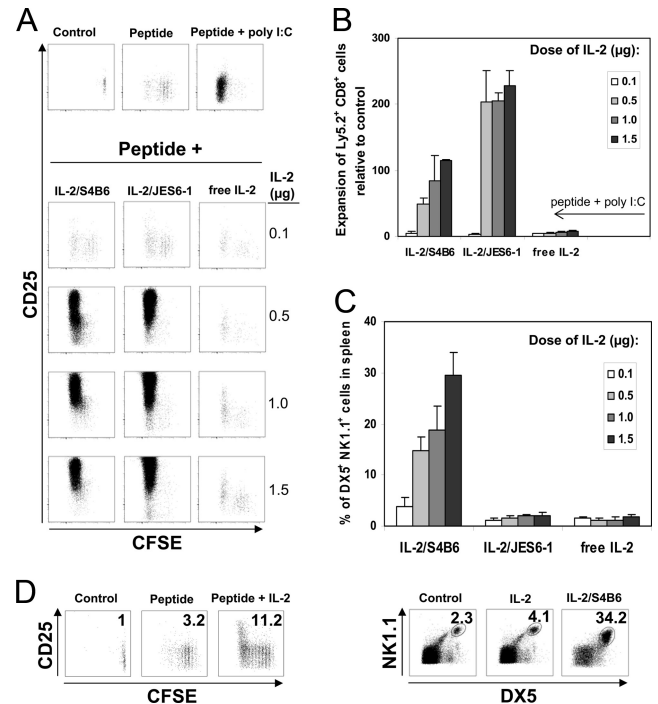 A
Control Peptide Peptide + poly I:C
Peptide +
IL-2/S4B6 IL-2/JES6-1 free IL-2
IL-2
(µg)
0.1
0.5
1.0
1.5
CD25
CFSE
B
Expansion of Ly5.2+ CD8+ cells
relative to control
300
200
100
0
Dose of IL-2 (µg):
0.1
0.5
1.0
1.5
peptide + poly I:C
IL-2/S4B6 IL-2/JES6-1 free IL-2
C
% of DX5+ NK1.1+ cells in spleen
40
30
20
10
0
Dose of IL-2 (µg):
0.1
0.5
1.0
1.5
IL-2/S4B6 IL-2/JES6-1 free IL-2
D
Control Peptide Peptide + IL-2
1 3.2 11.2
CD25
CFSE
Control IL-2 IL-2/S4B6
2.3 4.1 34.2
NK1.1
DX5